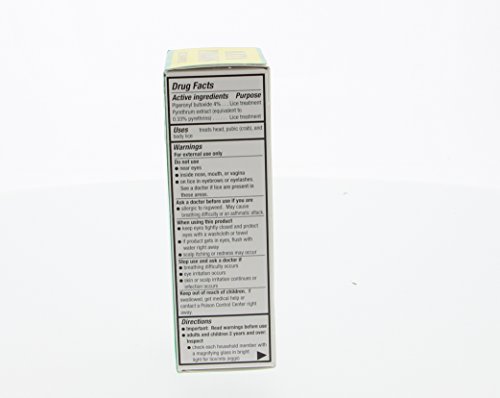 Drug Facts
Active ingredients Purpose
Piperonyl butoxide 4% .... Lice treatment
Pyrethrum extract (equivalent to
0.33% pyrethrins) .... Lice treatment
Uses treats head, pubic (crab), and
body lice
Warnings
For external use only
Do not use
● near eyes
● inside nose, mouth, or vagina
● on lice in eyebrows or eyelashes.
See a doctor if lice are present in
those areas.
Ask a doctor before use if you are
● allergic to ragweed. May cause
breathing difficulty or an asthmatic attack.
When using this product
● keep eyes tightly closed and protect
eyes with a washcloth or towel
● if product gets in eyes, flush with
water right away
● scalp itching or redness may occur
Stop use and ask a doctor if
● breathing difficulty occurs
● eye irritation occurs
● skin or scalp irritation continues or
infection occurs
Keep out of reach of children. If
swallowed, get medical help or
contact a Poison Control Center right
away.
Directions
● Important: Read warnings before use
● adults and children 2 years and over:
Inspect
● check each household member with
a magnifying glass in bright
light for lice/nits (eggs)